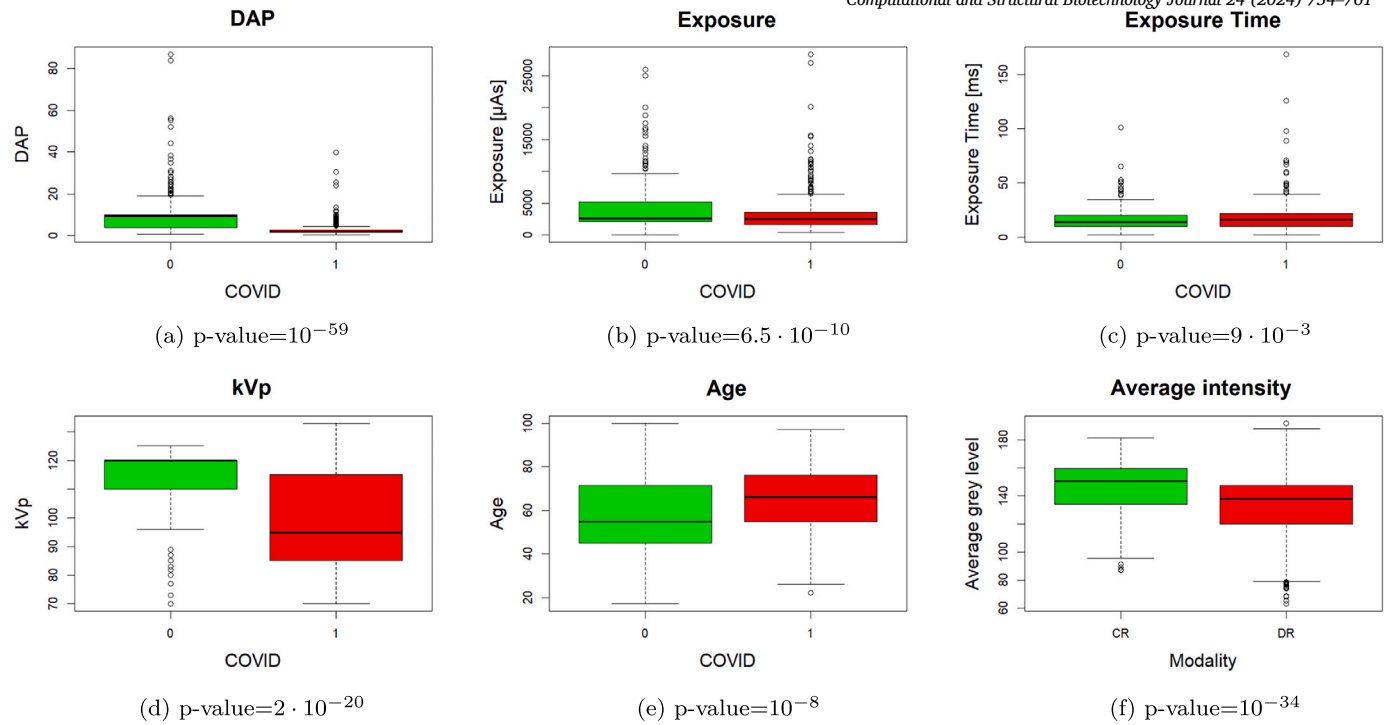 Computational and Structural Biotechnology Journal 24 (2024) 754–761
DAP
Exposure
Exposure Time
DAP
80
60
40
20
0
0
1
COVID
Exposure [µAs]
25000
15000
5000
0
0
1
COVID
Exposure Time [ms]
150
100
50
0
0
1
COVID
(a) p-value=10−59
(b) p-value=6.5 · 10−10
(c) p-value=9 · 10−3
kVp
Age
Average intensity
kVp
120
100
90
80
70
0
1
COVID
Age
100
80
60
40
20
0
1
COVID
Average grey level
180
140
100
80
60
CR
DR
Modality
(d) p-value=2 · 10−20
(e) p-value=10−8
(f) p-value=10−34